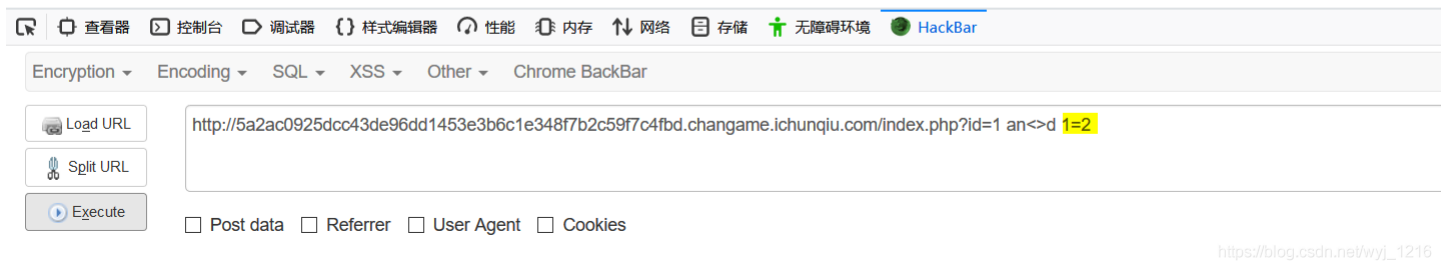 查看器 控制台 调试器 样式编辑器 性能 内存 网络 存储 无障碍环境 HackBar
Encryption Encoding SQL XSS Other Chrome BackBar
Load URL
http://5a2ac0925dcc43de96dd1453e3b6c1e348f7b2c59f7c4fbd.changame.ichunqiu.com/index.php?id=1 an<>d 1=2
Split URL
Execute
Post data Referrer User Agent Cookies
https://blog.csdn.net/wyj_1216